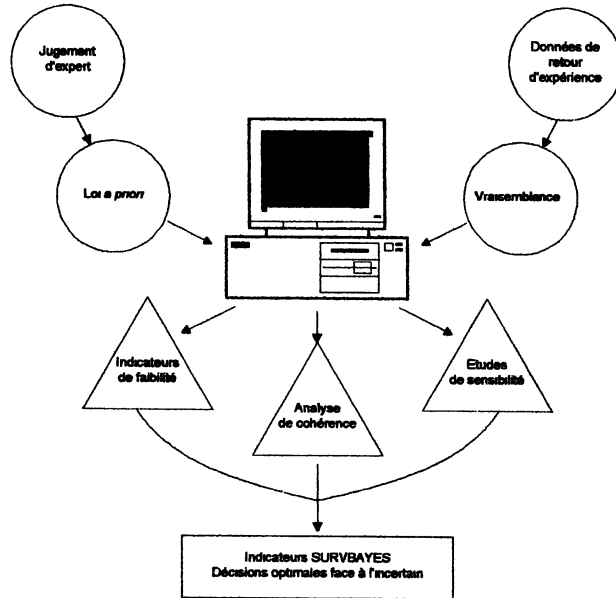 Jugement
d'expert
Données de
retour
d'expérience
Loi a priori
Vraisemblance
Indicateurs
de faibilité
Analyse
de cohérence
Etudes
de sensibilité
Indicateurs SURVBAYES
Décisions optimales face à l'incertain